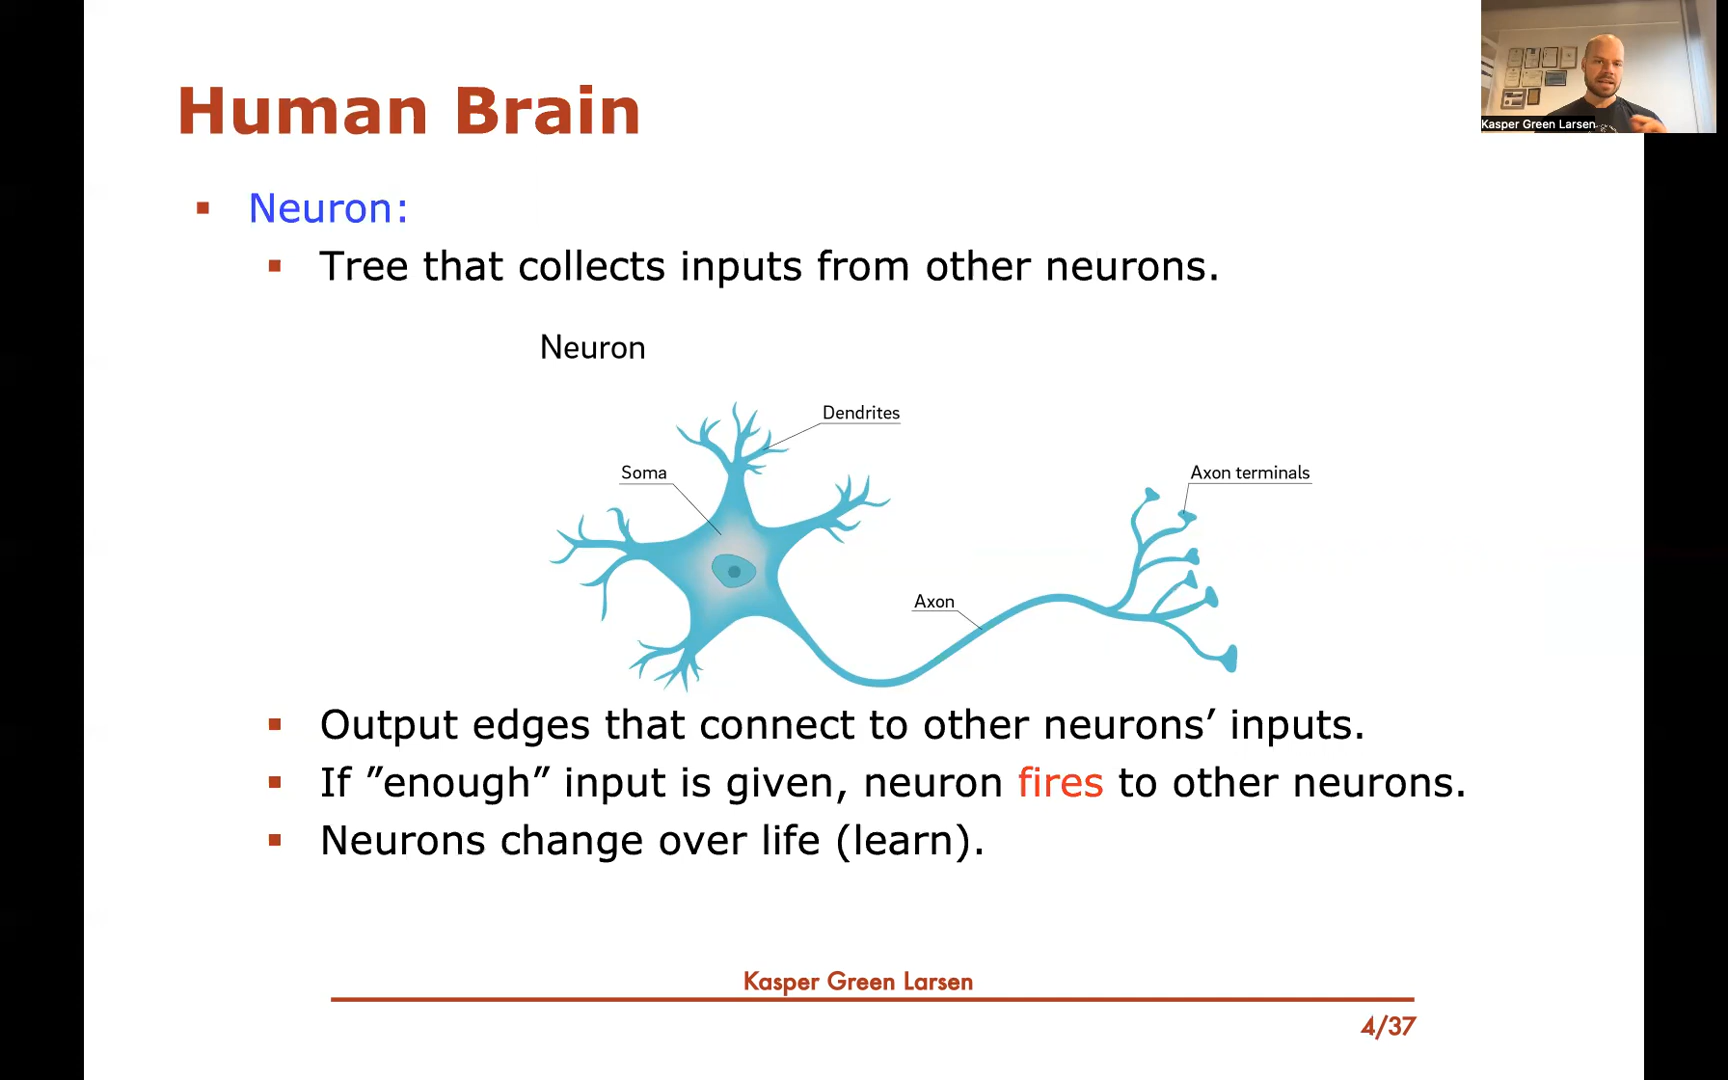 Human Brain
Kasper Green Larsen
Neuron:
Tree that collects inputs from other neurons.
Neuron
Dendrites
Soma
Axon terminals
Axon
Output edges that connect to other neurons’ inputs.
If ”enough” input is given, neuron fires to other neurons.
Neurons change over life (learn).
Kasper Green Larsen
4/37